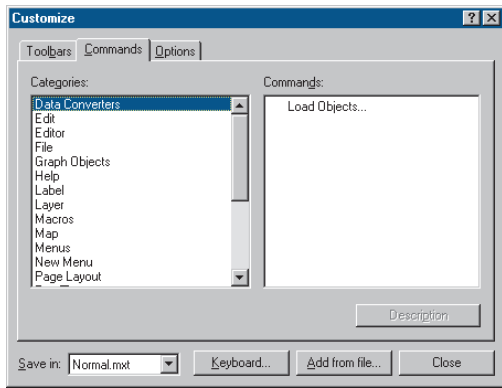 Customize
Toolbars Commands Options
Categories:
Data Converters
Edit
Editor
File
Graph Objects
Help
Label
Layer
Macros
Map
Menus
New Menu
Page Layout
Commands:
Load Objects...
Description
Save in: Normal.mxt Keyboard... Add from file... Close